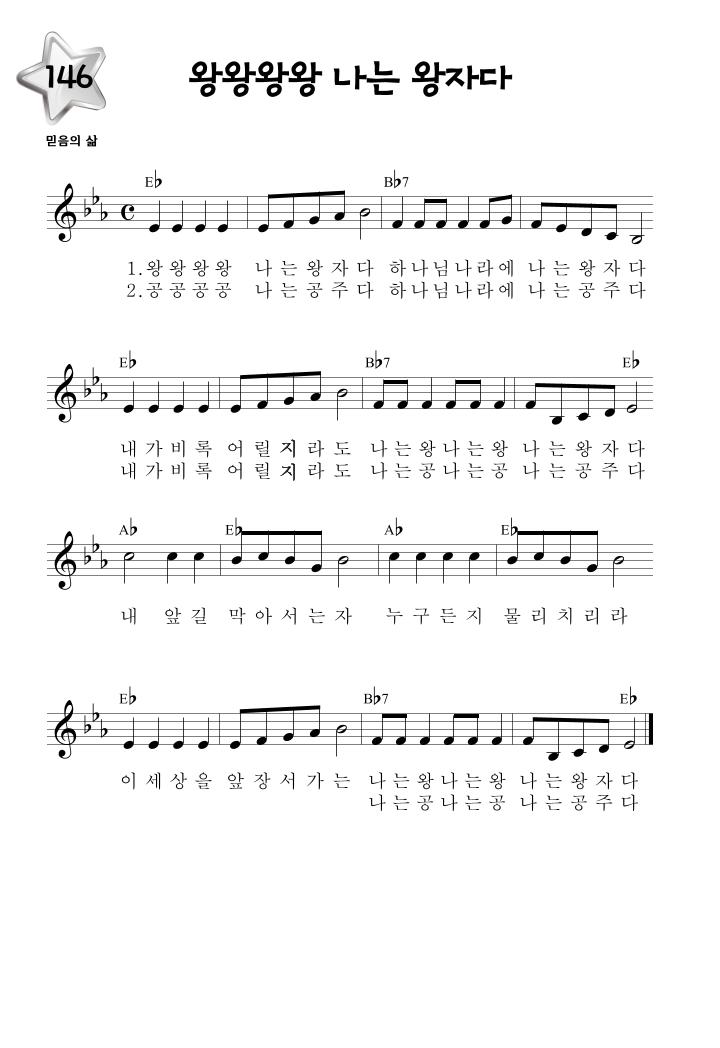 146
왕왕왕왕 나는 왕자다
믿음의 삶
E♭ B♭7
1.왕왕왕왕 나는왕자다 하나님나라에 나는왕자다
2.공공공공 나는공주다 하나님나라에 나는공주다
E♭ B♭7 E♭
내가비록 어릴지라도 나는왕나는왕 나는왕자다
내가비록 어릴지라도 나는공나는공 나는공주다
A♭ E♭ A♭ E♭
내 앞길 막아서는자 누구든지 물리치리라
E♭ B♭7 E♭
이세상을 앞장서가는 나는왕나는왕 나는왕자다
나는공나는공 나는공주다